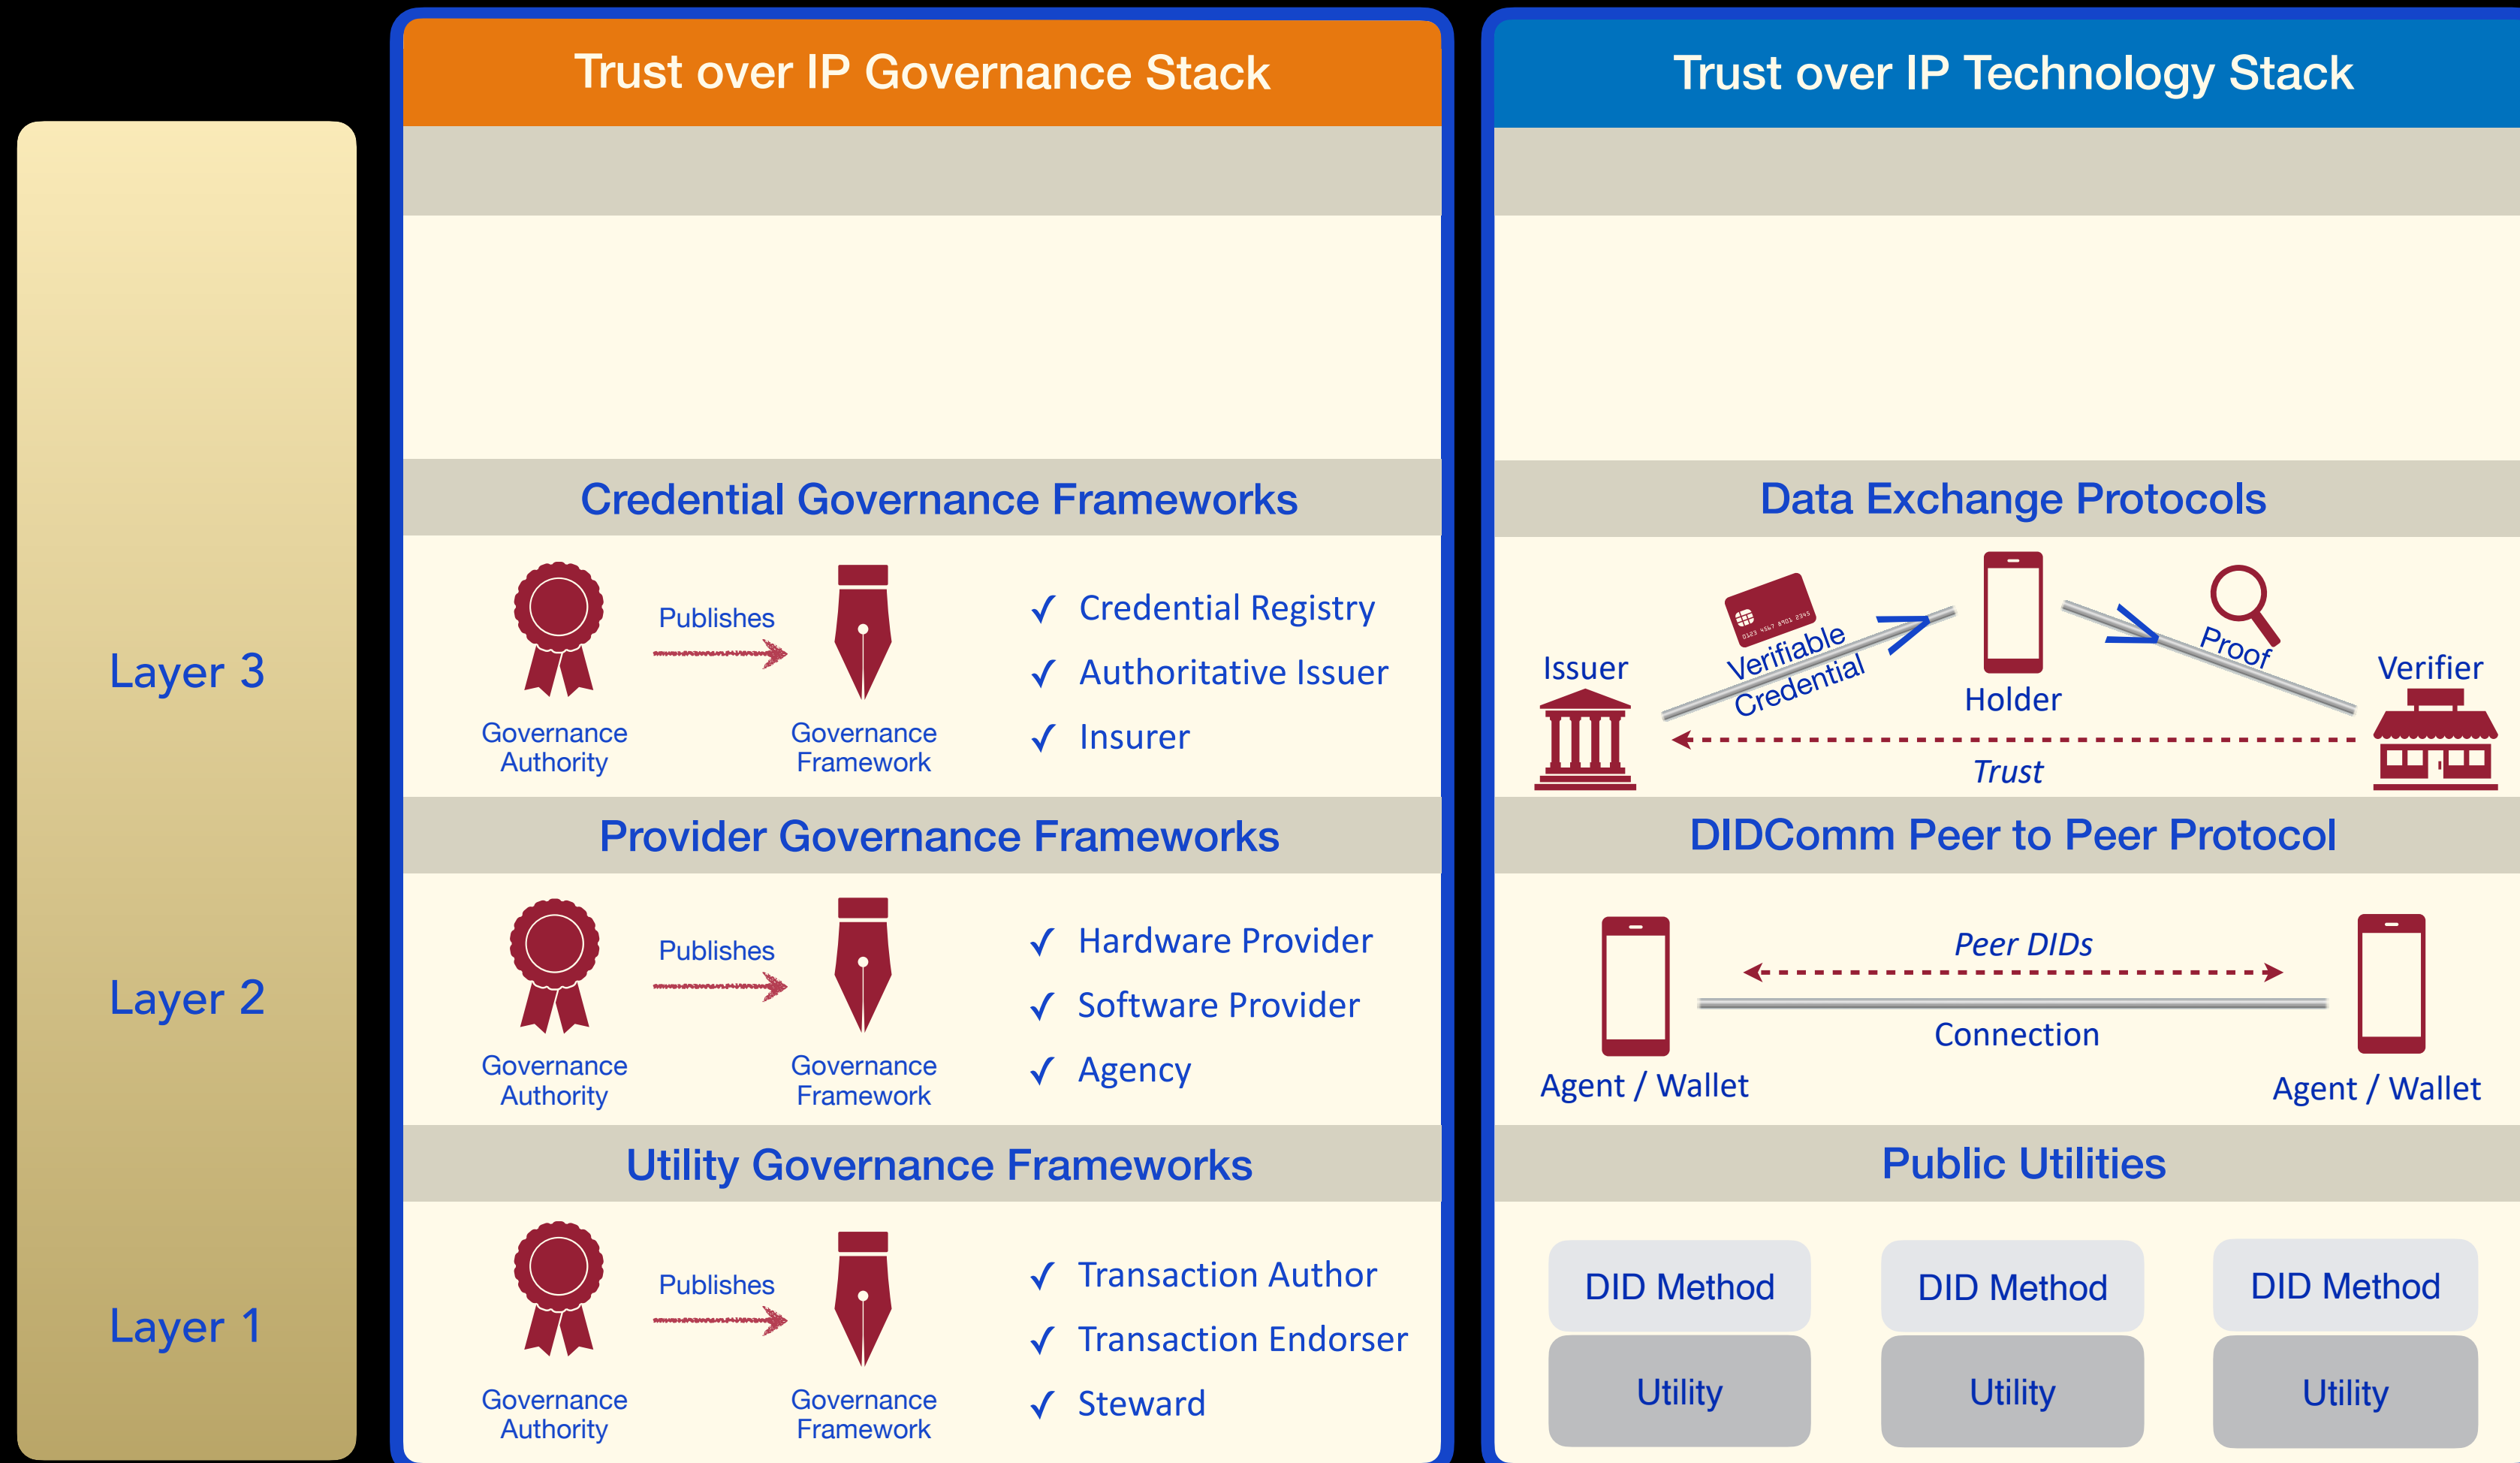 Trust over IP Governance Stack
Trust over IP Technology Stack
Layer 3
Credential Governance Frameworks
Publishes
Governance
Authority
Governance
Framework
✓ Credential Registry
✓ Authoritative Issuer
✓ Insurer
Data Exchange Protocols
Issuer
0123 4567 8901 2345
Verifiable
Credential
Holder
Proof
Verifier
Trust
Layer 2
Provider Governance Frameworks
Publishes
Governance
Authority
Governance
Framework
✓ Hardware Provider
✓ Software Provider
✓ Agency
DIDComm Peer to Peer Protocol
Peer DIDs
Connection
Agent / Wallet
Agent / Wallet
Layer 1
Utility Governance Frameworks
Publishes
Governance
Authority
Governance
Framework
✓ Transaction Author
✓ Transaction Endorser
✓ Steward
Public Utilities
DID Method
DID Method
DID Method
Utility
Utility
Utility